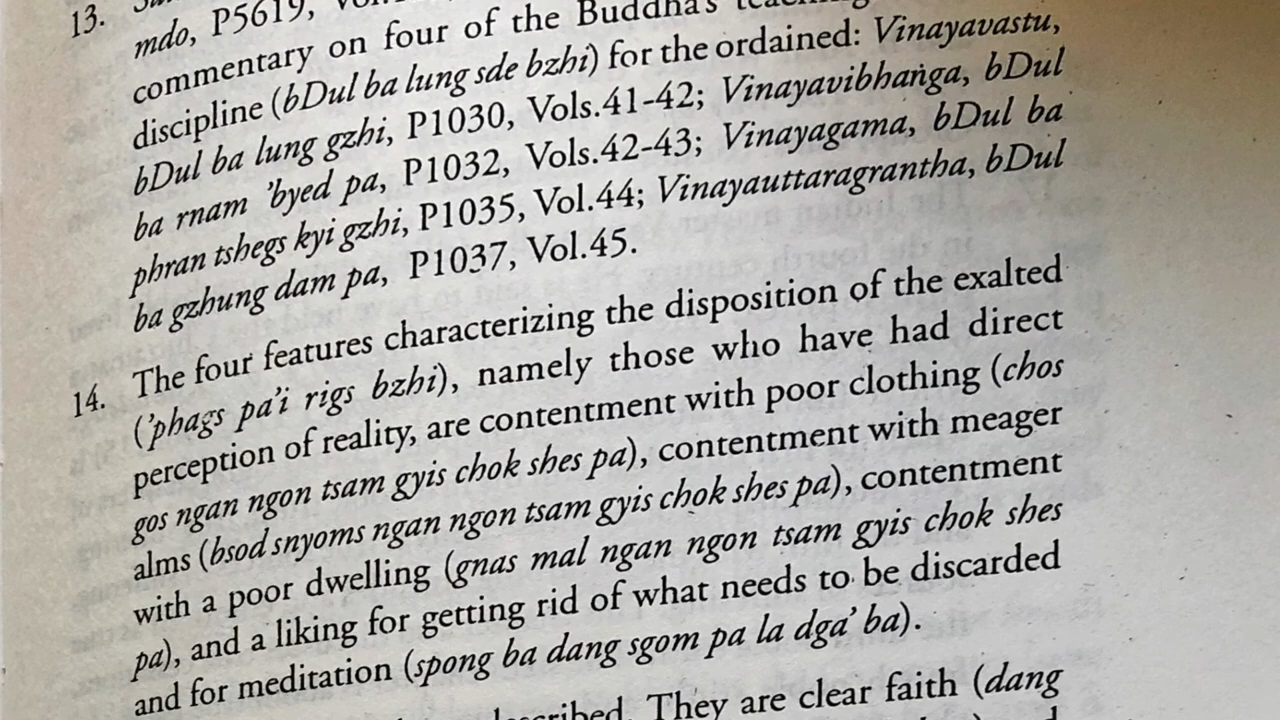 13.
mdo, P5619,
commentary on four of the Buddha's
discipline (bDul ba lung sde bzhi) for the ordained: Vinayavastu,
bDul ba lung gzhi, P1030, Vols.41-42; Vinayavibhaṅga, bDul
ba rnam 'byed pa, P1032, Vols.42-43; Vinayagama, bDul ba
phran tshegs kyi gzhi, P1035, Vol.44; Vinayauttaragrantha, bDul
ba gzhung dam pa, P1037, Vol.45.
14. The four features characterizing the disposition of the exalted
('phags pa'i rigs bzhi), namely those who have had direct
perception of reality, are contentment with poor clothing (chos
gos ngan ngon tsam gyis chok shes pa), contentment with meager
alms (bsod snyoms ngan ngon tsam gyis chok shes pa), contentment
with a poor dwelling (gnas mal ngan ngon tsam gyis chok shes
pa), and a liking for getting rid of what needs to be discarded
and for meditation (spong ba dang sgom pa la dga' ba).
They are clear faith (dang